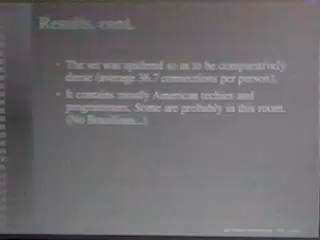 Results, cont.
The set was spidered so as to be comparatively
dense (average 38.7 connections per person).
It contains mostly American techies and
programmers. Some are probably in this room.
(No Brazilians...)